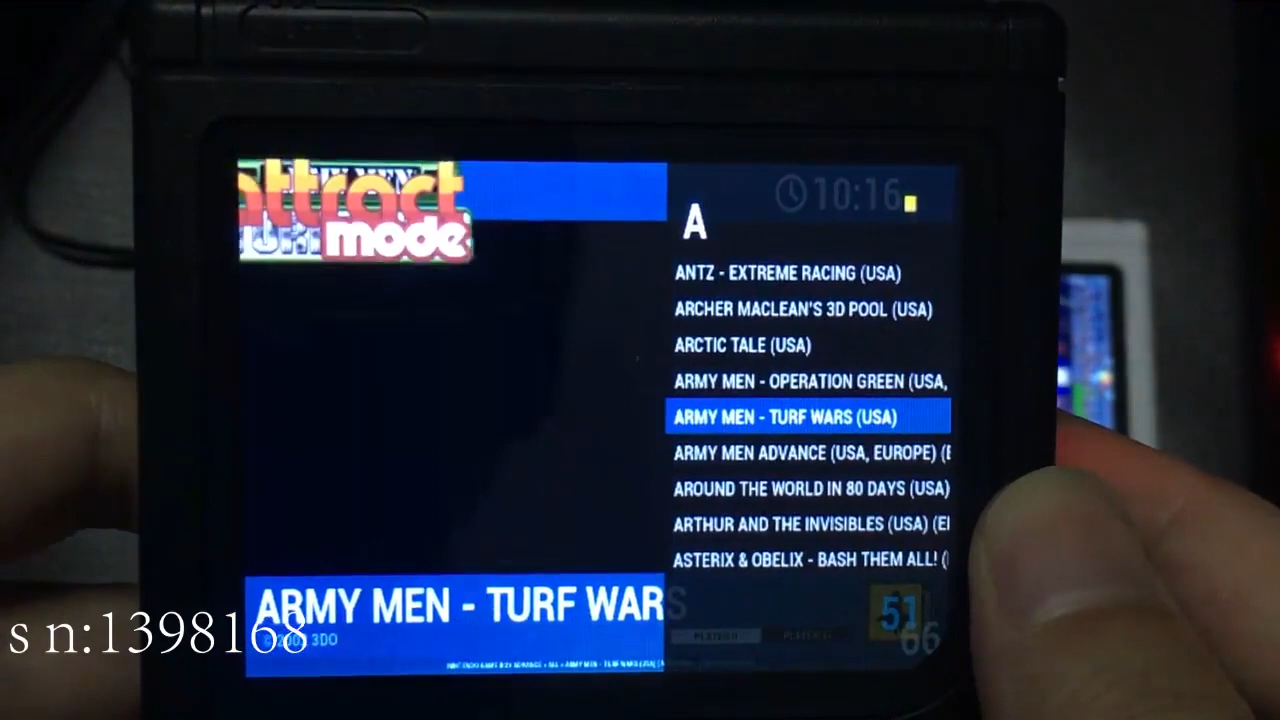 attract
mode
10:16
A
ANTZ - EXTREME RACING (USA)
ARCHER MACLEAN'S 3D POOL (USA)
ARCTIC TALE (USA)
ARMY MEN - OPERATION GREEN (USA,
ARMY MEN - TURF WARS (USA)
ARMY MEN ADVANCE (USA, EUROPE) (E
AROUND THE WORLD IN 80 DAYS (USA)
ARTHUR AND THE INVISIBLES (USA) (E
ASTERIX & OBELIX - BASH THEM ALL! (
ARMY MEN - TURF WARS
3DO
51
66
sn:1398168